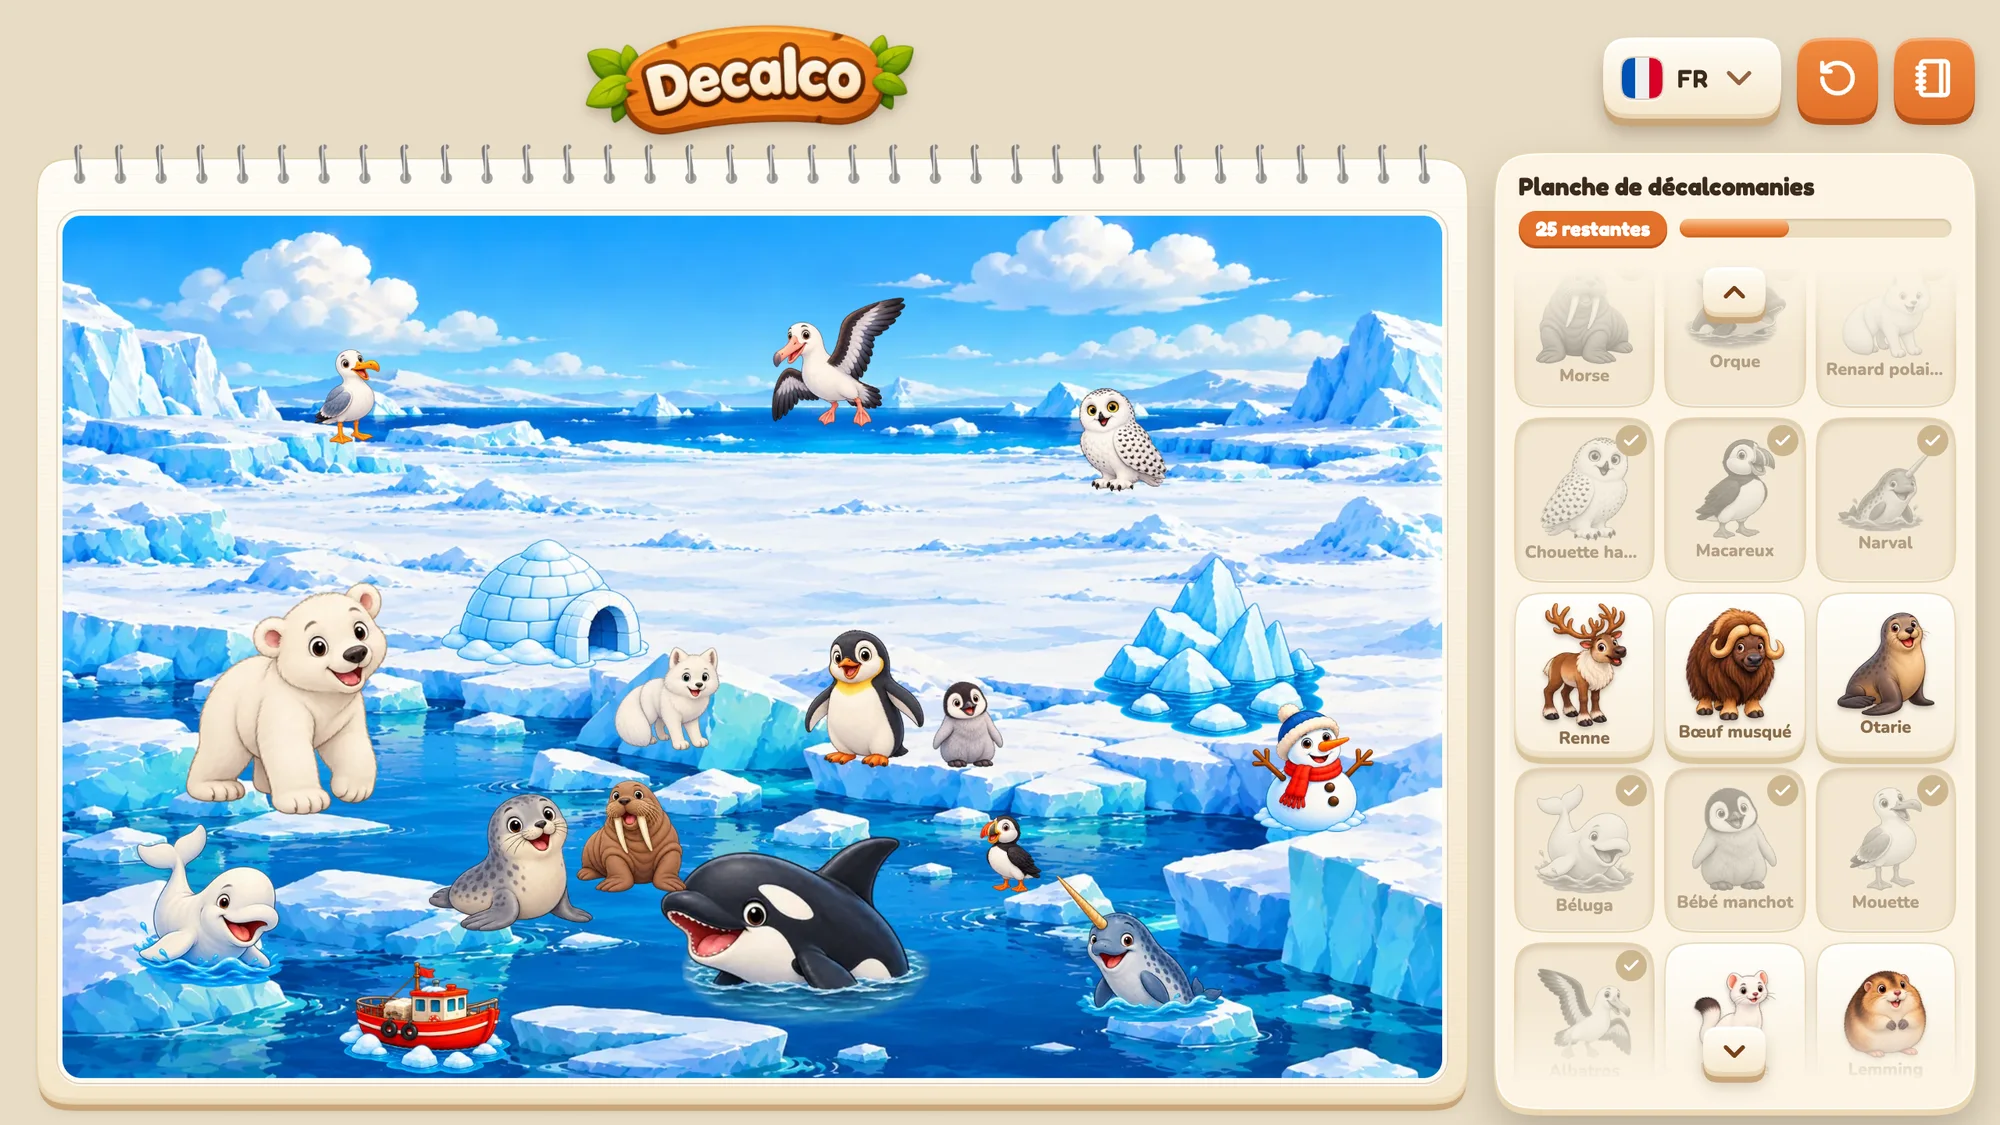 Decalco
FR
Planche de décalcomanies
25 restantes
Morse
Orque
Renard polai...
Chouette ha...
Macareux
Narval
Renne
Bœuf musqué
Otarie
Béluga
Bébé manchot
Mouette
Albatros
Lemming